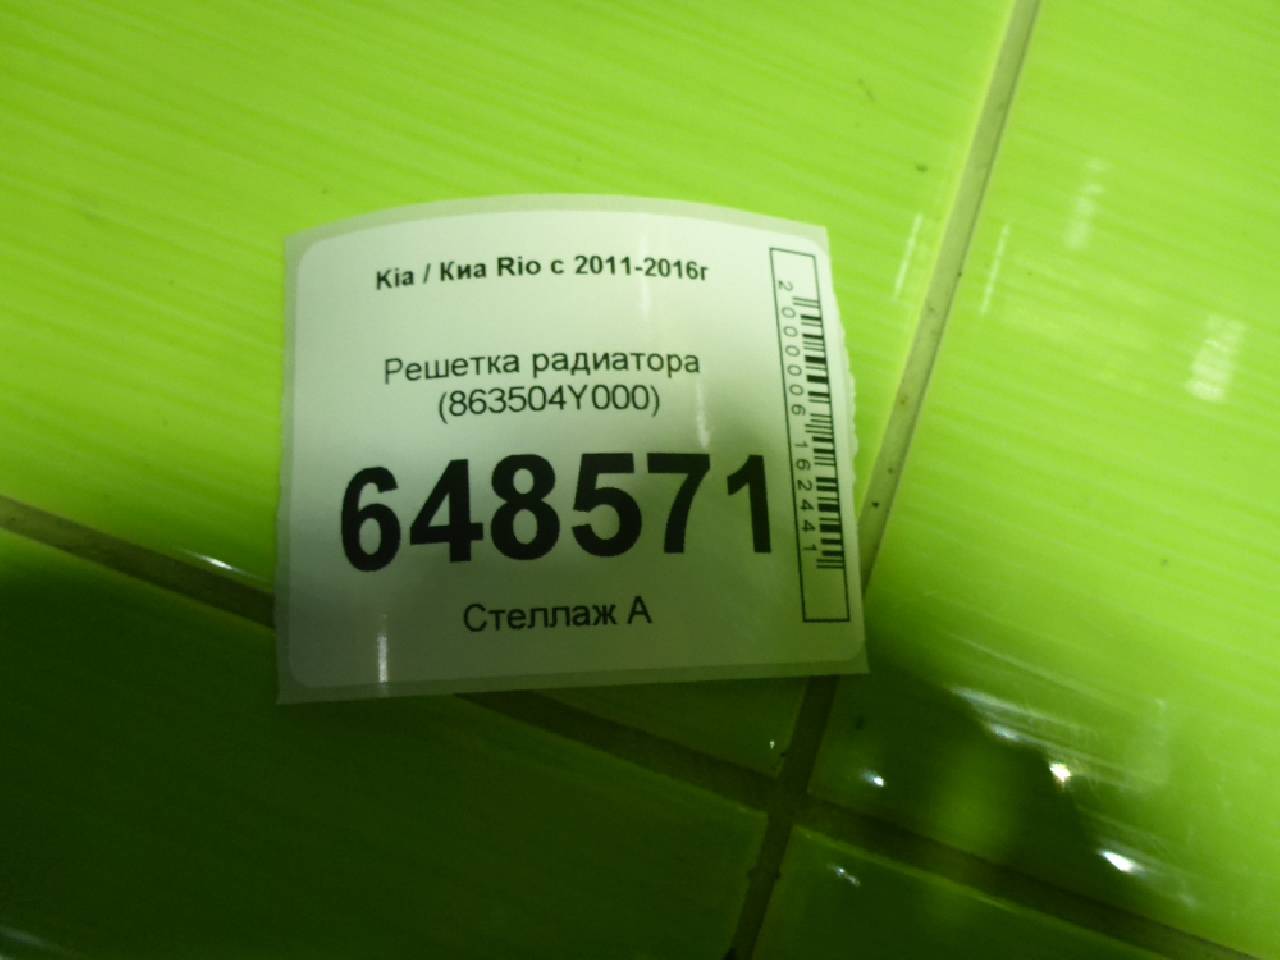 Kia / Киа Rio с 2011-2016г
Решетка радиатора
(863504Y000)
648571
Стеллаж А
2000006162441